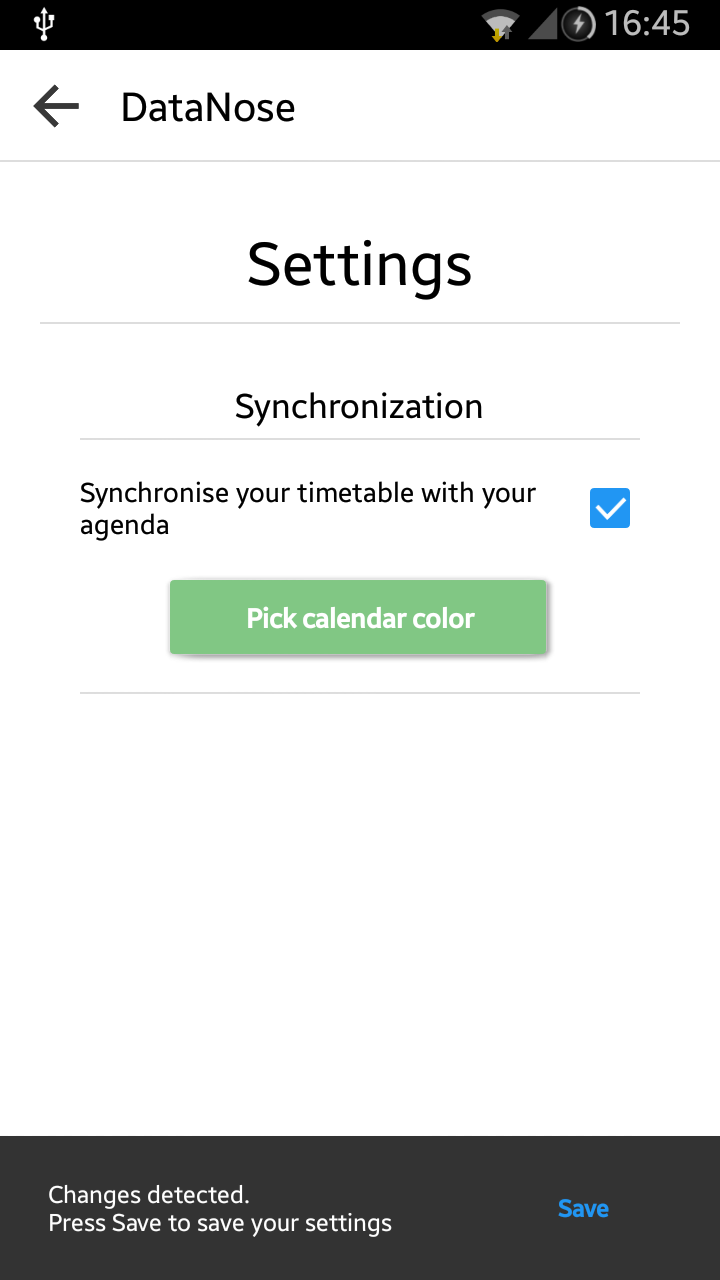 16:45
DataNose
Settings
Synchronization
Synchronise your timetable with your
agenda
Pick calendar color
Changes detected.
Press Save to save your settings
Save